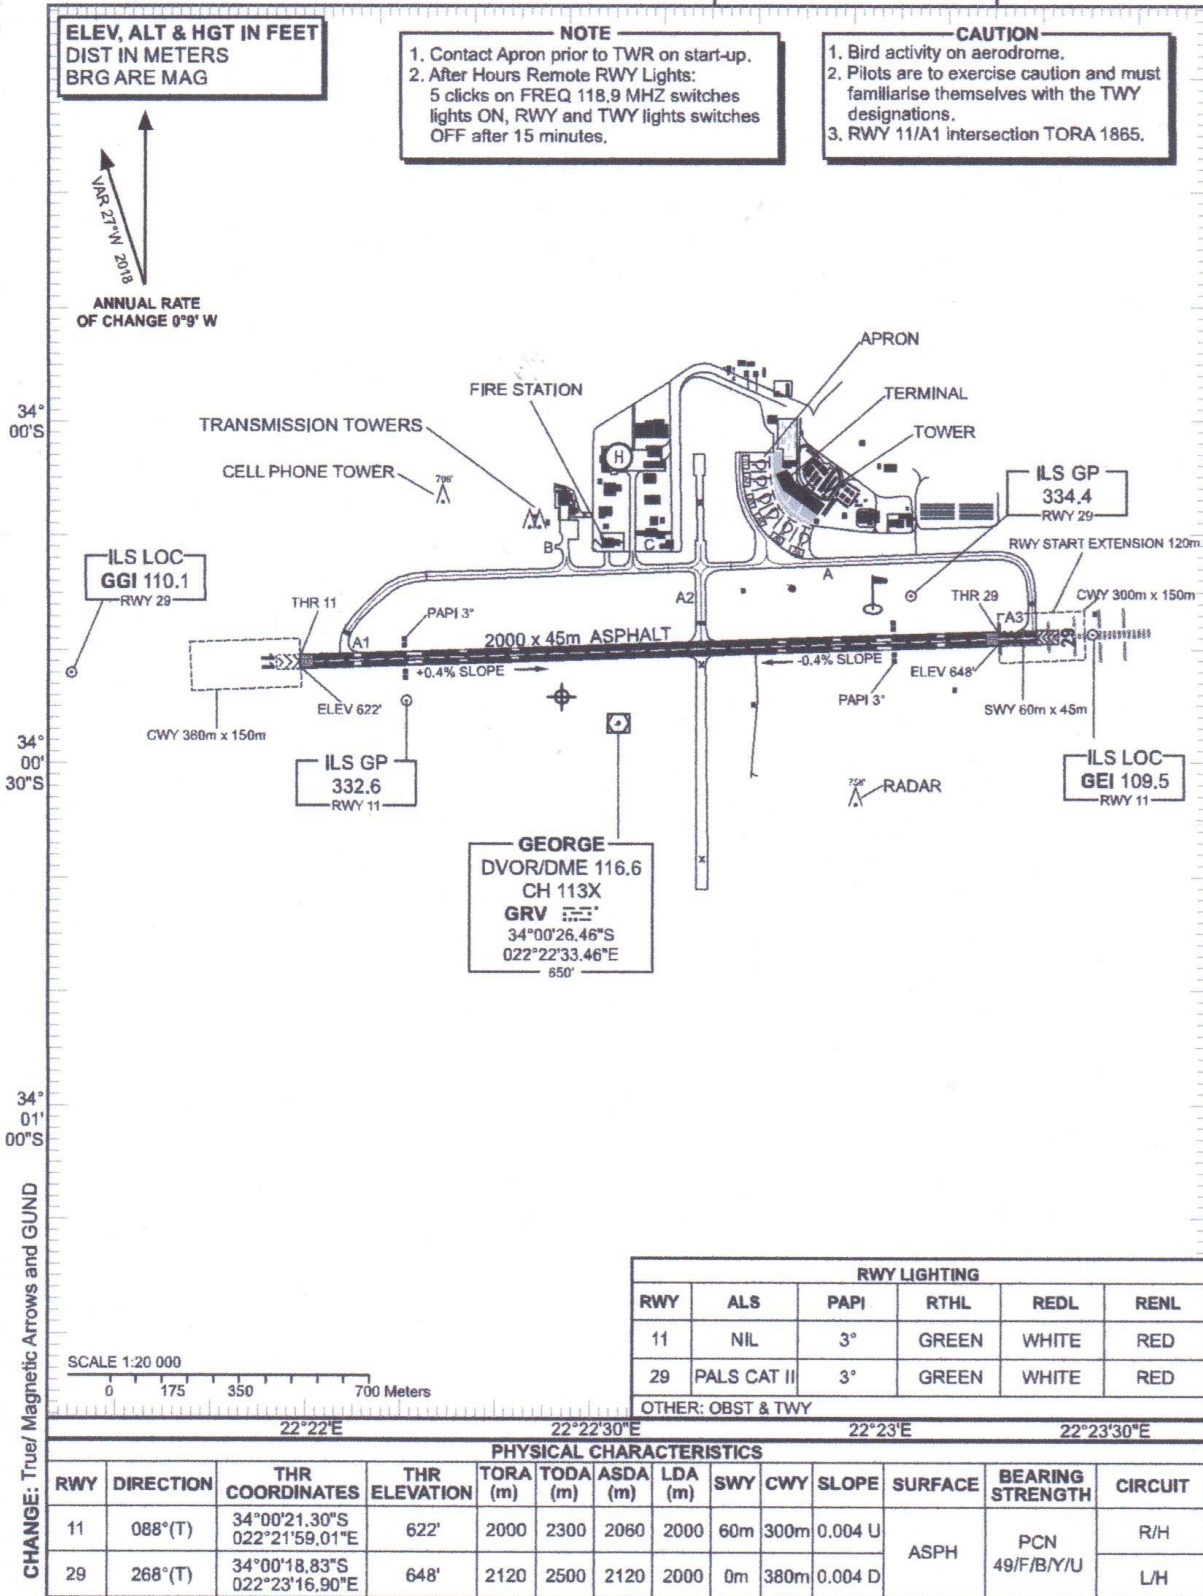 ELEV, ALT & HGT IN FEET
DIST IN METERS
BRG ARE MAG
NOTE
1. Contact Apron prior to TWR on start-up.
2. After Hours Remote RWY Lights:
5 clicks on FREQ 118,9 MHZ switches
lights ON, RWY and TWY lights switches
OFF after 15 minutes.
CAUTION
1. Bird activity on aerodrome.
2. Pilots are to exercise caution and must
familiarise themselves with the TWY
designations.
3. RWY 11/A1 intersection TORA 1865.
VAR 27°W 2018
ANNUAL RATE
OF CHANGE 0°9' W
APRON
FIRE STATION
TERMINAL
TRANSMISSION TOWERS
TOWER
CELL PHONE TOWER
706'
H
34°
00'S
ILS GP
334.4
RWY 29
RWY START EXTENSION 120m
B
C
A
ILS LOC
GGI 110.1
RWY 29
THR 11
PAPI 3°
A2
THR 29
CWY 300m x 150m
A1
2000 x 45m ASPHALT
A3
29
+0.4% SLOPE
-0.4% SLOPE
ELEV 622'
ELEV 648'
PAPI 3°
SWY 60m x 45m
CWY 380m x 150m
ILS GP
332.6
RWY 11
34°
00'
30"S
758'
RADAR
ILS LOC
GEI 109.5
RWY 11
GEORGE
DVOR/DME 116.6
CH 113X
GRV
34°00'26.46"S
022°22'33.46"E
650'
34°
01'
00"S
CHANGE: True/ Magnetic Arrows and GUND
RWY LIGHTING
RWY ALS PAPI RTHL REDL RENL
11 NIL 3° GREEN WHITE RED
29 PALS CAT II 3° GREEN WHITE RED
OTHER: OBST & TWY
SCALE 1:20 000
0 175 350 700 Meters
22°22'E 22°22'30"E 22°23'E 22°23'30"E
PHYSICAL CHARACTERISTICS
RWY DIRECTION THR COORDINATES THR ELEVATION TORA (m) TODA (m) ASDA (m) LDA (m) SWY CWY SLOPE SURFACE BEARING STRENGTH CIRCUIT
11 088°(T) 34°00'21.30"S 022°21'59.01"E 622' 2000 2300 2060 2000 60m 300m 0.004 U ASPH PCN 49/F/B/Y/U R/H
29 268°(T) 34°00'18.83"S 022°23'16.90"E 648' 2120 2500 2120 2000 0m 380m 0.004 D L/H